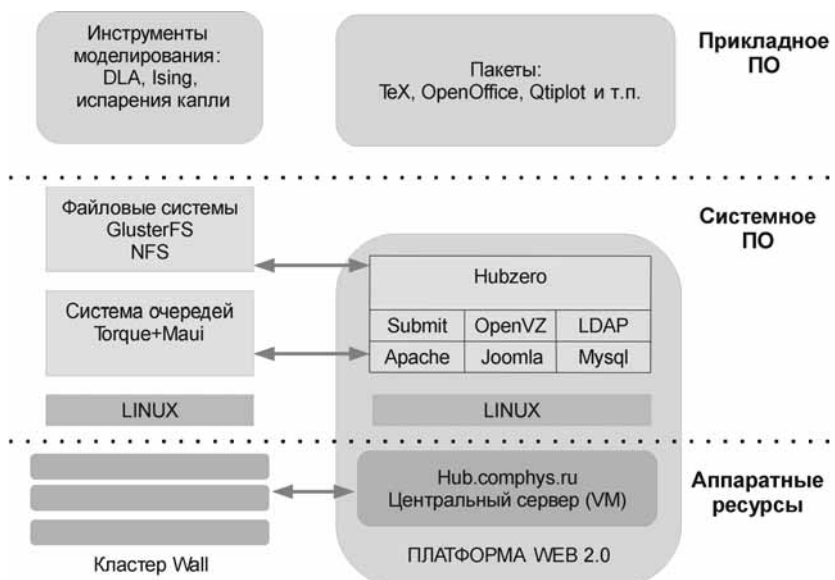 Инструменты
моделирования:
DLA, Ising,
испарения капли
Пакеты:
TeX, OpenOffice, Qtiplot и т.п.
Прикладное
ПО
Файловые системы
GlusterFS
NFS
Система очередей
Torque+Maui
LINUX
Hubzero
Submit OpenVZ LDAP
Apache Joomla Mysql
LINUX
Системное
ПО
Кластер Wall
Hub.comphys.ru
Центральный сервер (VM)
ПЛАТФОРМА WEB 2.0
Аппаратные
ресурсы